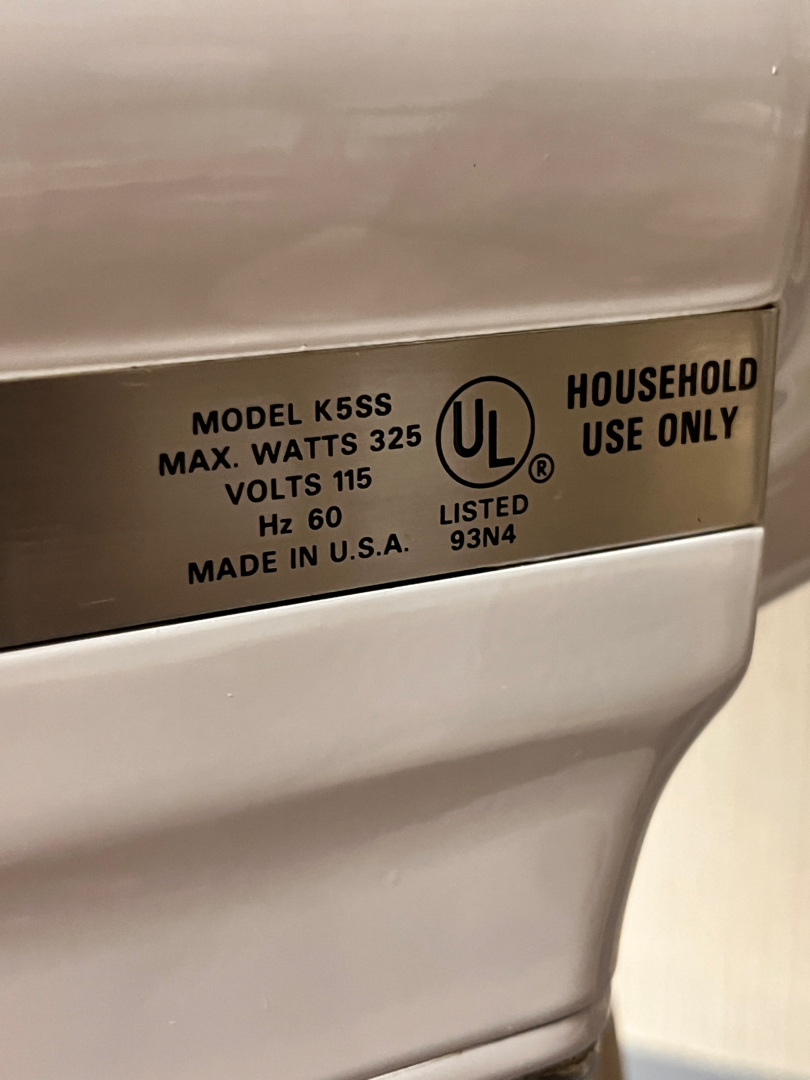 MODEL K5SS
MAX. WATTS 325
VOLTS 115
Hz 60
MADE IN U.S.A.
UL®
LISTED
93N4
HOUSEHOLD
USE ONLY